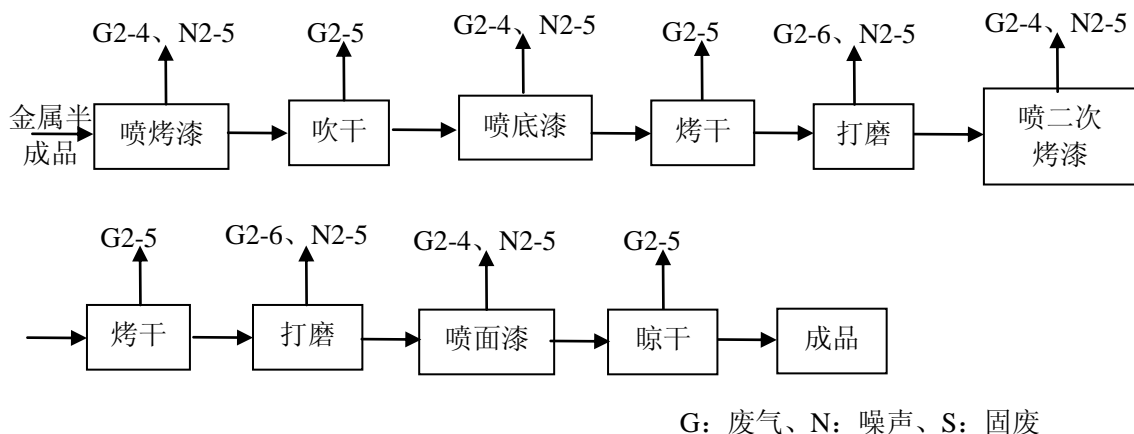 G2-4、N2-5
G2-5
G2-4、N2-5
G2-5
G2-6、N2-5
G2-4、N2-5
金属半
成品
喷烤漆
吹干
喷底漆
烤干
打磨
喷二次
烤漆
G2-5
G2-6、N2-5
G2-4、N2-5
G2-5
烤干
打磨
喷面漆
晾干
成品
G：废气、N：噪声、S：固废